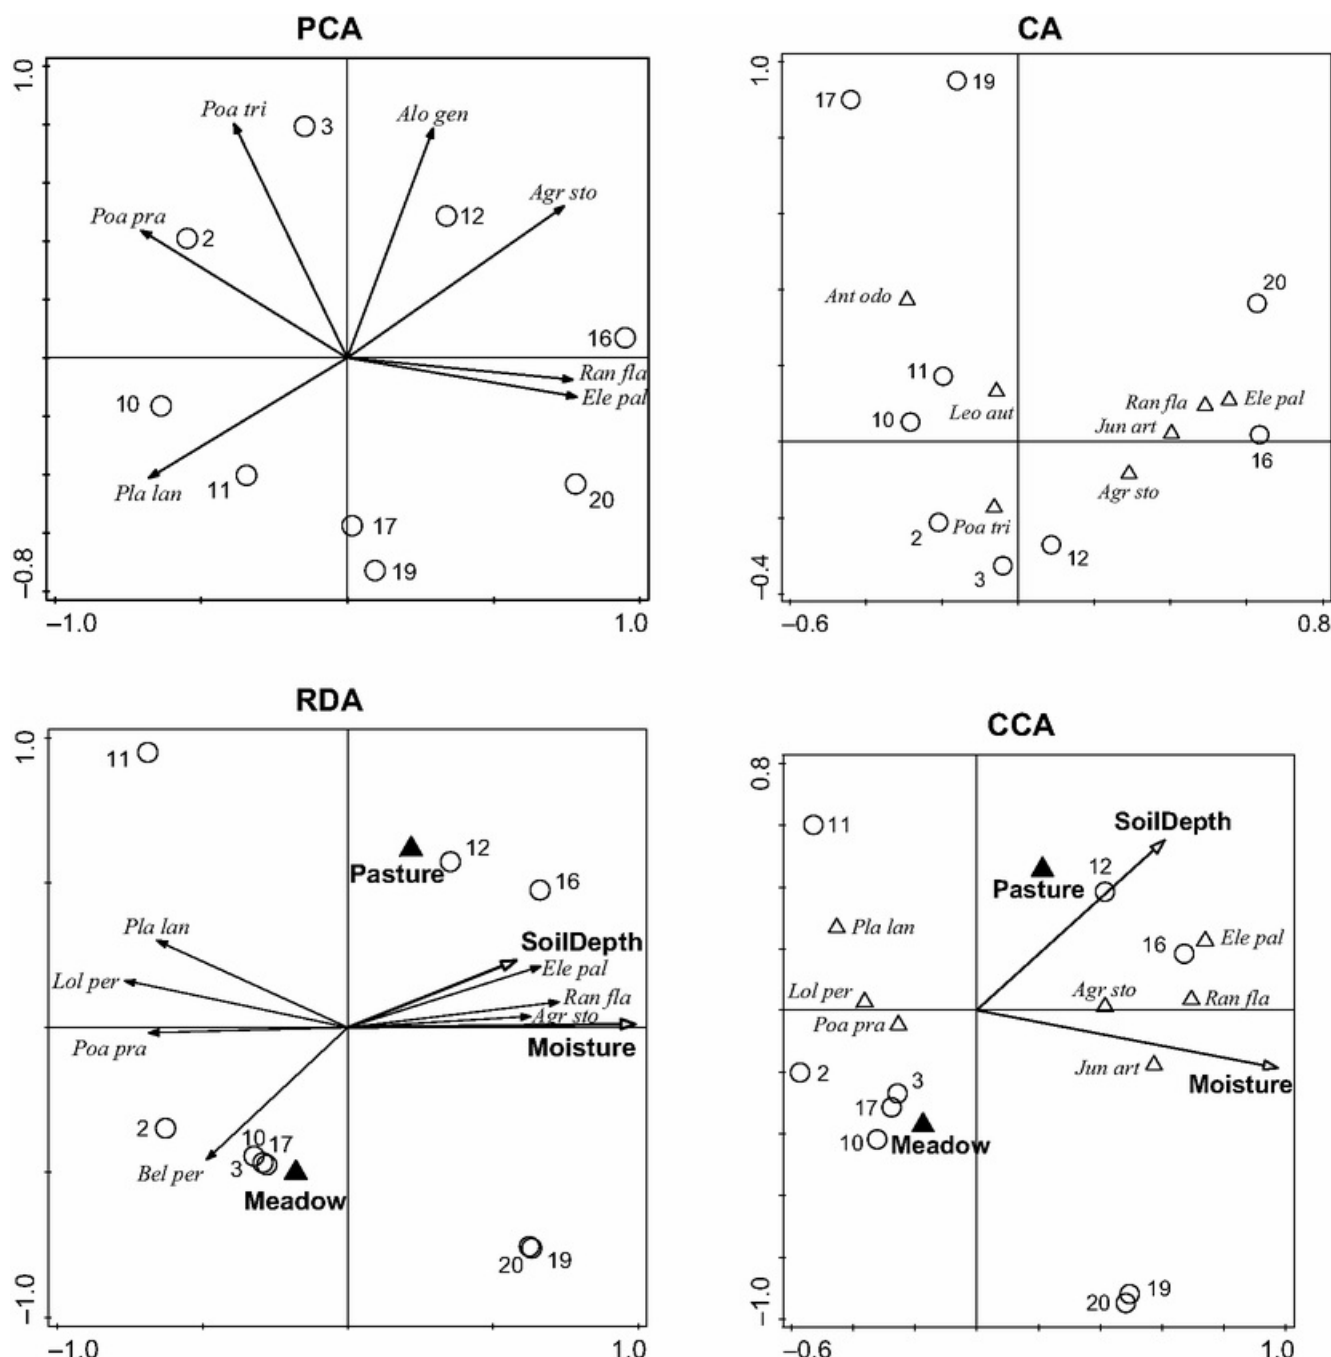 PCA
1.0
Poa tri
3
Alo gen
Agr sto
12
Poa pra
2
16
Ran fla
Ele pal
10
Pla lan
11
17
20
19
−0.8
−1.0
1.0
CA
1.0
19
17
20
Ant odo
11
Leo aut
Ran fla
Ele pal
10
Jun art
16
Agr sto
2
Poa tri
12
3
−0.4
−0.6
0.8
RDA
1.0
11
12
Pasture
16
Pla lan
SoilDepth
Ele pal
Lol per
Ran fla
Agr sto
Poa pra
Moisture
2
10
17
3
Bel per
Meadow
20
19
−1.0
−1.0
1.0
CCA
0.8
SoilDepth
11
12
Pasture
Pla lan
16
Ele pal
Lol per
Agr sto
Ran fla
Poa pra
Jun art
2
3
Moisture
17
10
Meadow
19
20
−1.0
−0.6
1.0